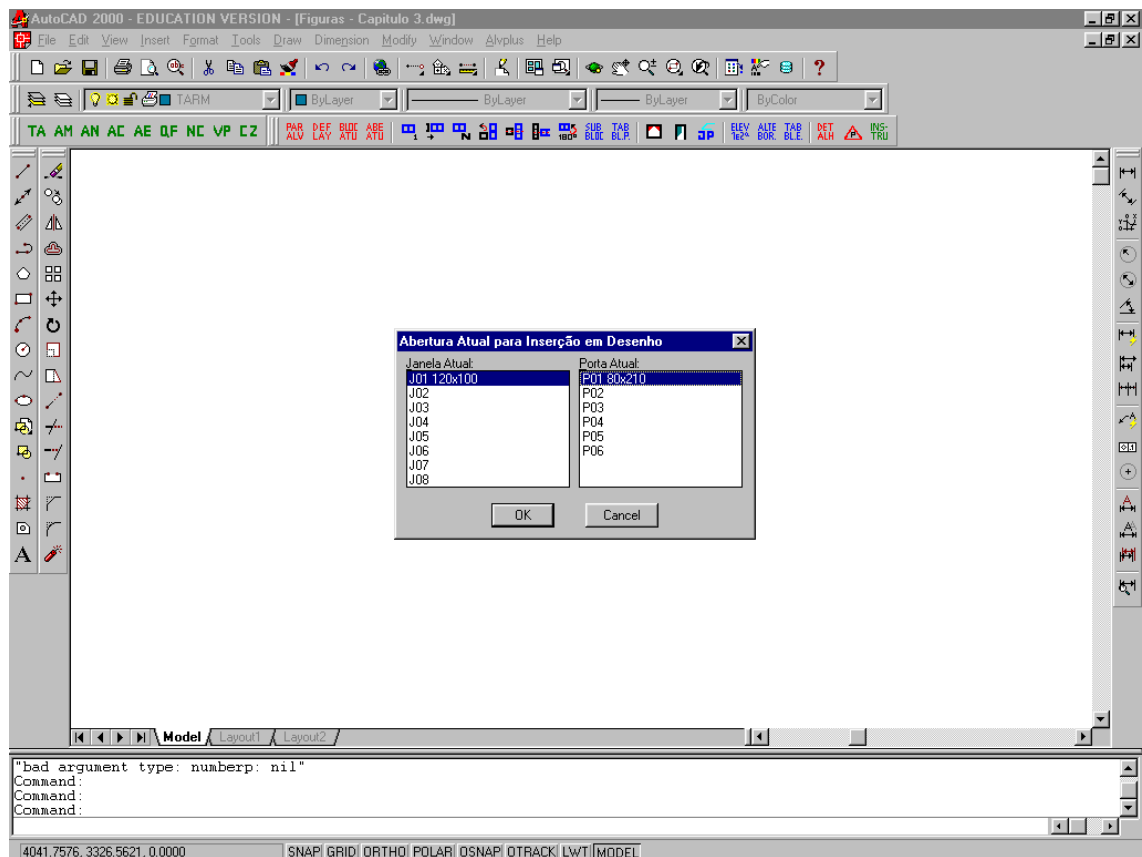 AutoCAD 2000 - EDUCATION VERSION - [Figuras - Capitulo 3.dwg]
File Edit View Insert Format Tools Draw Dimension Modify Window Alvplus Help
TARM ByLayer ByLayer ByLayer ByColor
TA AM AN AC AE QF NC VP CZ PAR ALV DEF LAY BLOC ATU ABE ATU 1 N 180° SUB BLOC TAB BL.P. JP ELEV 1e2ª ALTE BOR. TAB BL.E. DET ALH P INS- TRU
Abertura Atual para Inserção em Desenho
Janela Atual: Porta Atual:
J01 120x100 P01 80x210
J02 P02
J03 P03
J04 P04
J05 P05
J06 P06
J07
J08
OK Cancel
A
Model Layout1 Layout2
"bad argument type: numberp: nil"
Command:
Command:
Command:
4041.7576, 3326.5621, 0.0000 SNAP GRID ORTHO POLAR OSNAP OTRACK LWT MODEL